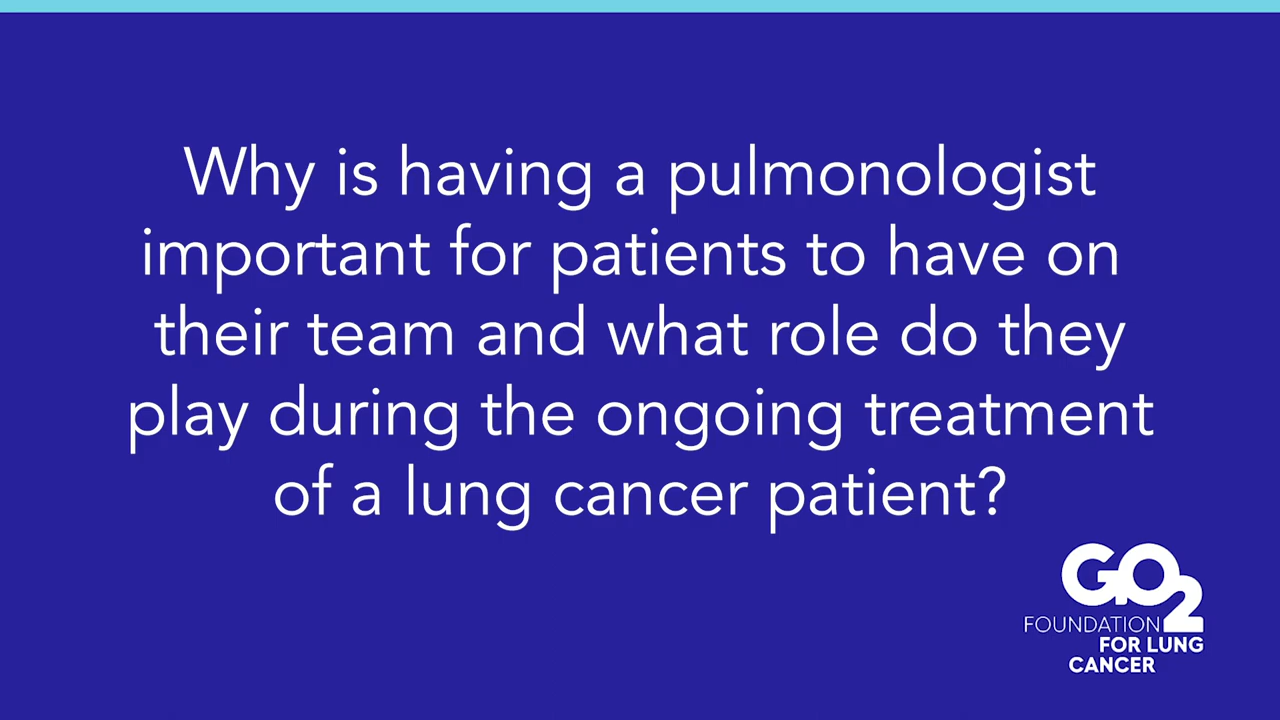 Why is having a pulmonologist
important for patients to have on
their team and what role do they
play during the ongoing treatment
of a lung cancer patient?
GO2
FOUNDATION
FOR LUNG
CANCER